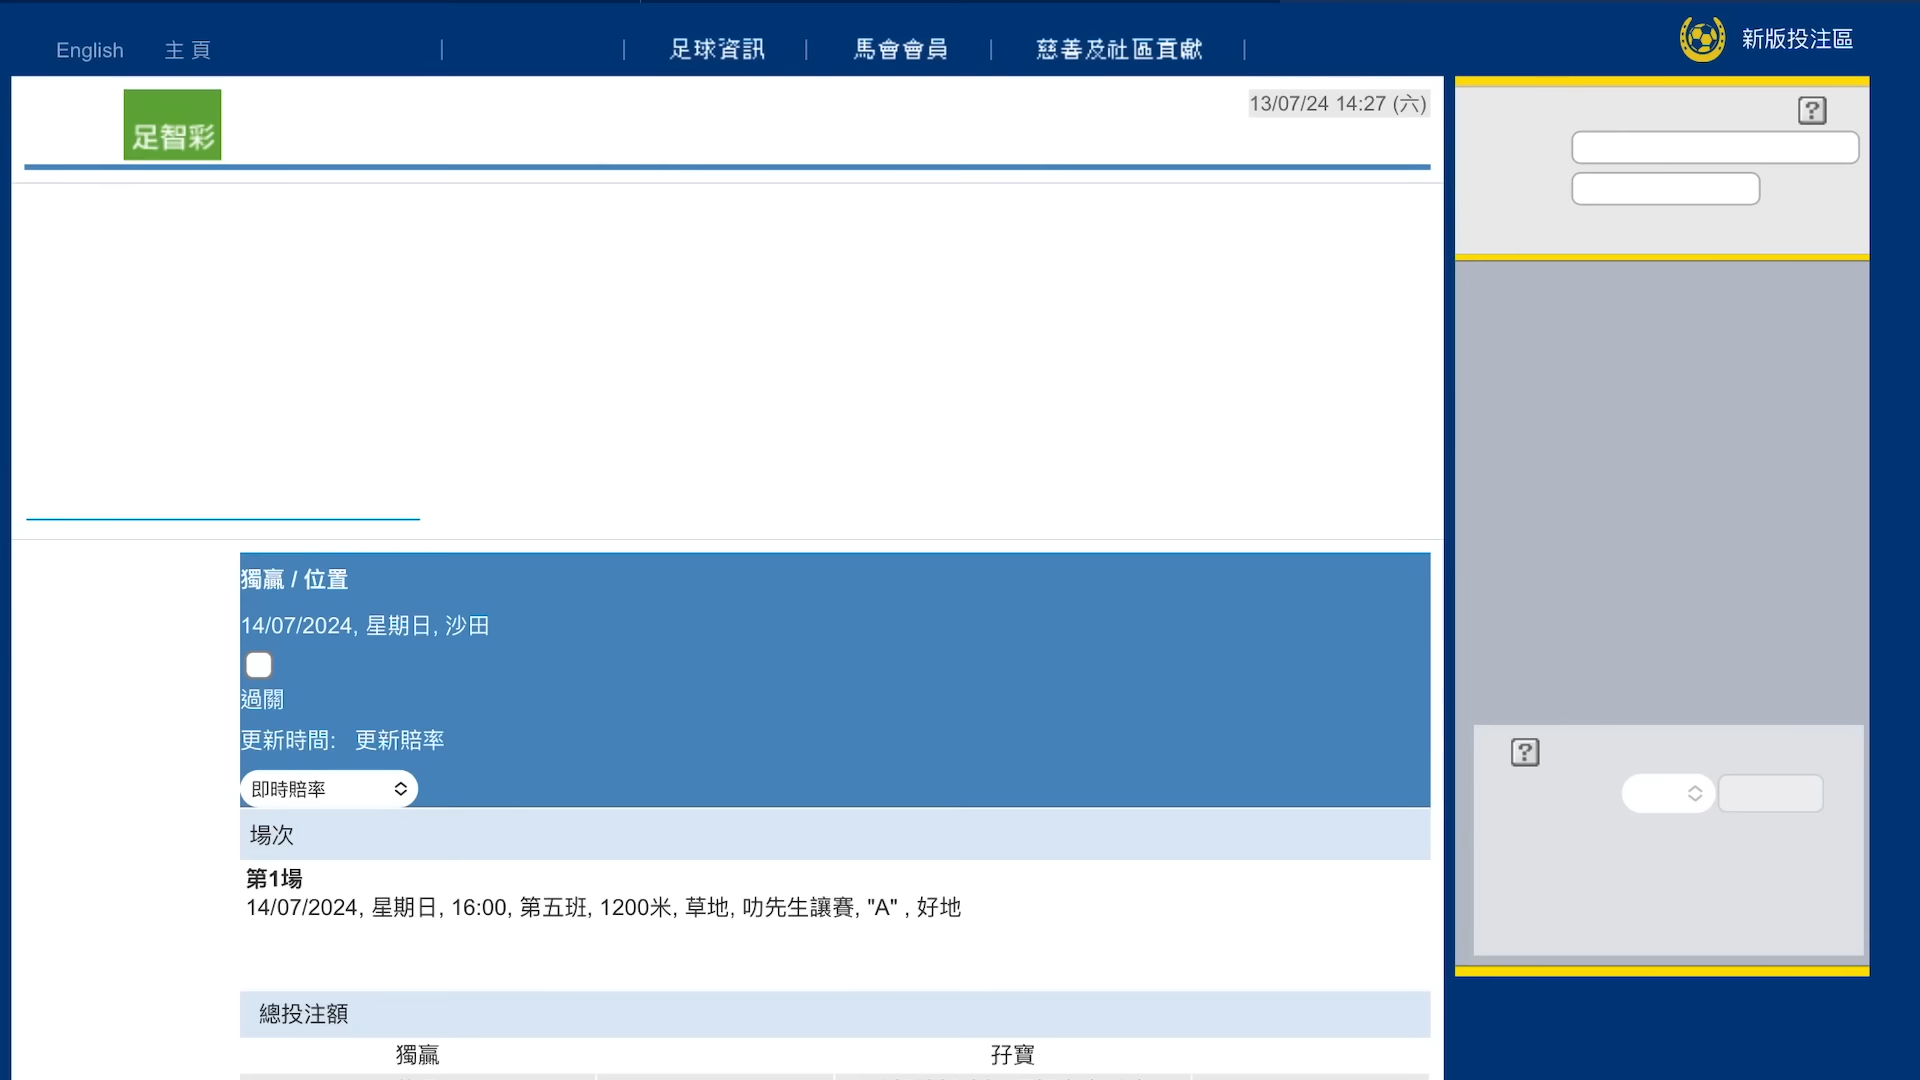 English 主頁 足球資訊 馬會會員 慈善及社區貢獻 新版投注區
足智彩
13/07/24 14:27 (六)
獨贏 / 位置
14/07/2024, 星期日, 沙田
過關
更新時間: 更新賠率
即時賠率
場次
第1場
14/07/2024, 星期日, 16:00, 第五班, 1200米, 草地, 叻先生讓賽, "A" , 好地
總投注額
獨贏 孖寶